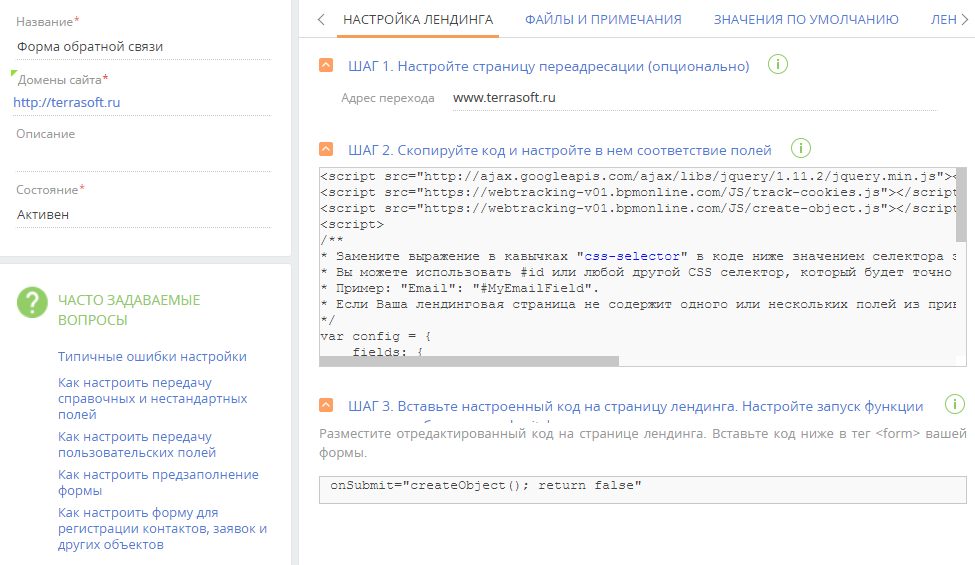 Название*
Форма обратной связи
Домены сайта*
http://terrasoft.ru
Описание
Состояние*
Активен
ЧАСТО ЗАДАВАЕМЫЕ
ВОПРОСЫ
Типичные ошибки настройки
Как настроить передачу
справочных и нестандартных
полей
Как настроить передачу
пользовательских полей
Как настроить предзаполнение
формы
Как настроить форму для
регистрации контактов, заявок и
других объектов
НАСТРОЙКА ЛЕНДИНГА ФАЙЛЫ И ПРИМЕЧАНИЯ ЗНАЧЕНИЯ ПО УМОЛЧАНИЮ ЛЕН
ШАГ 1. Настройте страницу переадресации (опционально)
Адрес перехода www.terrasoft.ru
ШАГ 2. Скопируйте код и настройте в нем соответствие полей
<script src="http://ajax.googleapis.com/ajax/libs/jquery/1.11.2/jquery.min.js"><
<script src="https://webtracking-v01.bpmonline.com/JS/track-cookies.js"></script
<script src="https://webtracking-v01.bpmonline.com/JS/create-object.js"></script
<script>
/**
* Замените выражение в кавычках "css-selector" в коде ниже значением селектора э
* Вы можете использовать #id или любой другой CSS селектор, который будет точно
* Пример: "Email": "#MyEmailField".
* Если Ваша лендинговая страница не содержит одного или нескольких полей из при
*/
var config = {
fields: {
ШАГ 3. Вставьте настроенный код на страницу лендинга. Настройте запуск функции
Разместите отредактированный код на странице лендинга. Вставьте код ниже в тег <form> вашей
формы.
onSubmit="createObject(); return false"